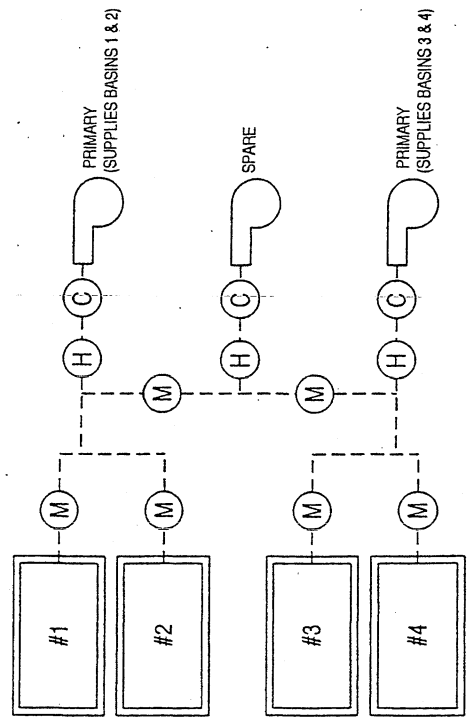 #1
M
H
C
PRIMARY
(SUPPLIES BASINS 1 & 2)
#2
M
M
H
C
SPARE
#3
M
M
H
C
PRIMARY
(SUPPLIES BASINS 3 & 4)
#4
M